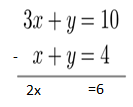 3x + y = 10
- x + y = 4
2x =6